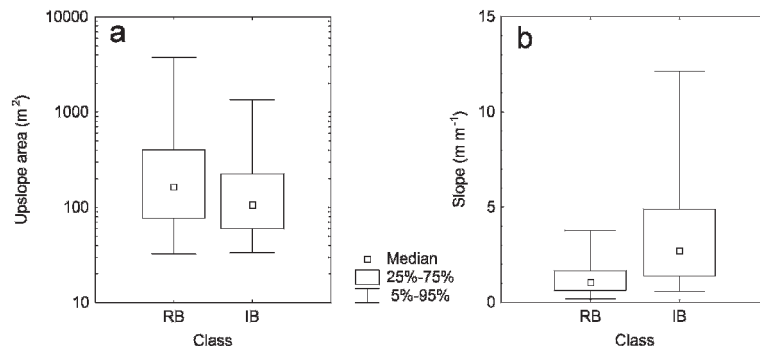 a
10000
1000
100
10
Upslope area (m²)
RB IB
Class
Median
25%-75%
5%-95%
b
15
10
5
0
Slope (m m⁻¹)
RB IB
Class